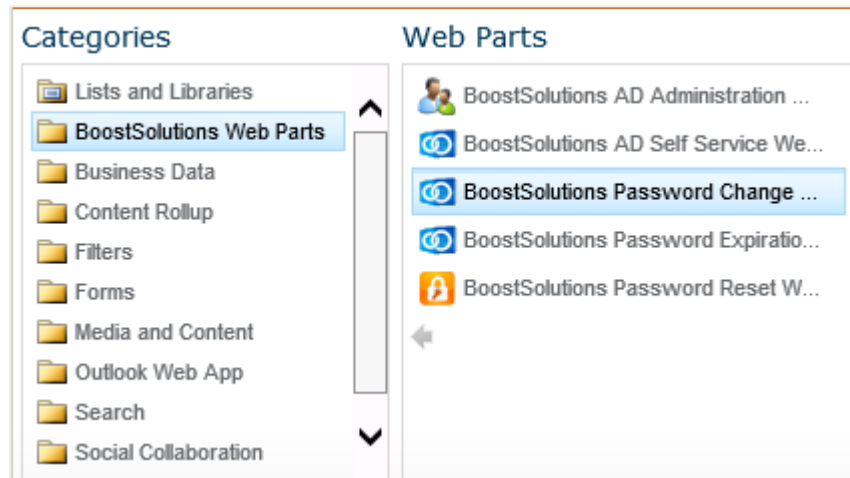 Categories
Lists and Libraries
BoostSolutions Web Parts
Business Data
Content Rollup
Filters
Forms
Media and Content
Outlook Web App
Search
Social Collaboration
Web Parts
BoostSolutions AD Administration ...
BoostSolutions AD Self Service We...
BoostSolutions Password Change ...
BoostSolutions Password Expiratio...
BoostSolutions Password Reset W...